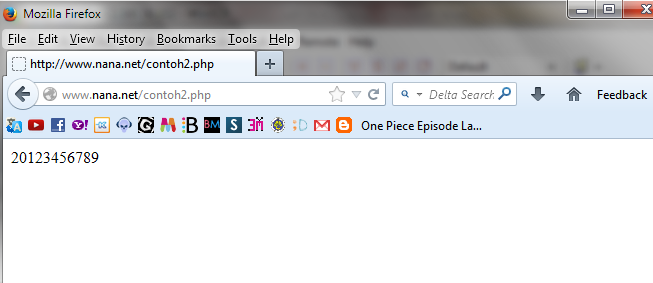 Mozilla Firefox
File Edit View History Bookmarks Tools Help
http://www.nana.net/contoh2.php
www.nana.net/contoh2.php Delta Search Feedback
One Piece Episode La...
20123456789